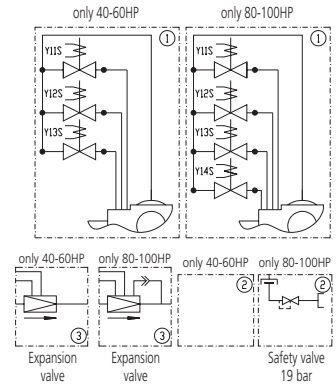 only 40-60HP
only 80-100HP
1
1
Y11S
Y12S
Y13S
Y11S
Y12S
Y13S
Y14S
only 40-60HP
only 80-100HP
only 40-60HP
only 80-100HP
3
3
2
2
Expansion
valve
Expansion
valve
Safety valve
19 bar